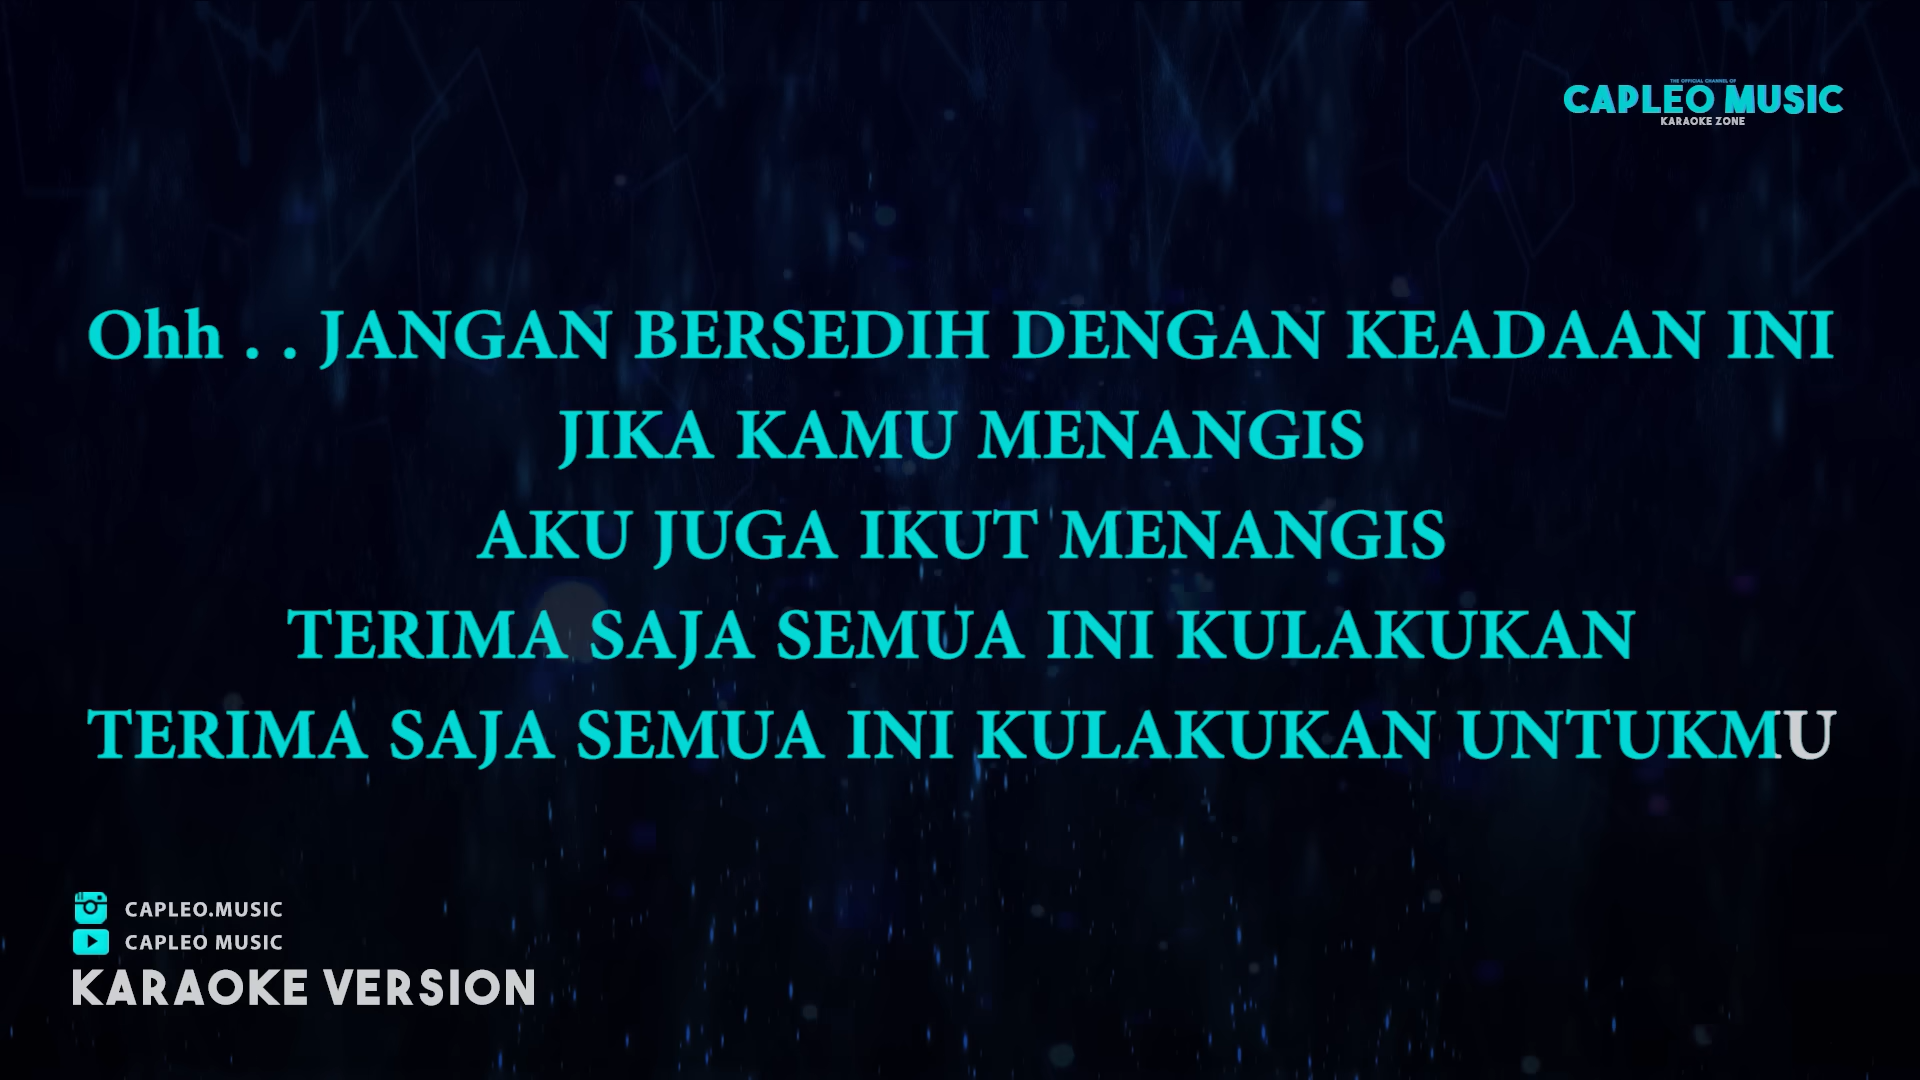 THE OFFICIAL CHANNEL OF
CAPLEO MUSIC
KARAOKE ZONE
Ohh . . JANGAN BERSEDIH DENGAN KEADAAN INI
JIKA KAMU MENANGIS
AKU JUGA IKUT MENANGIS
TERIMA SAJA SEMUA INI KULAKUKAN
TERIMA SAJA SEMUA INI KULAKUKAN UNTUKMU
CAPLEO.MUSIC
CAPLEO MUSIC
KARAOKE VERSION